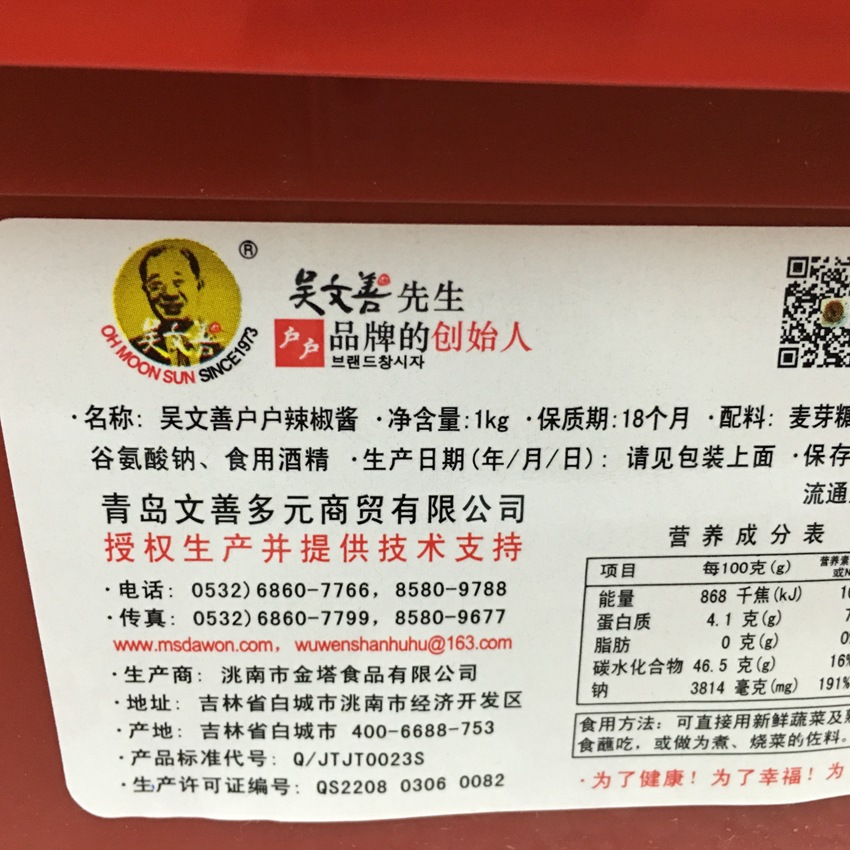 ®
吴文善
OH MOON SUN SINCE1973
吴文善先生
户户品牌的创始人
브랜드창시자
·名称: 吴文善户户辣椒酱 ·净含量:1kg ·保质期:18个月 ·配料: 麦芽糖
谷氨酸钠、食用酒精 ·生产日期(年/月/日): 请见包装上面 ·保存
流通
青岛文善多元商贸有限公司
授权生产并提供技术支持
·电话: 0532)6860-7766, 8580-9788
·传真: 0532)6860-7799, 8580-9677
www.msdawon.com, wuwenshanhuhu@163.com
·生产商: 洮南市金塔食品有限公司
·地址: 吉林省白城市洮南市经济开发区
·产地: 吉林省白城市 400-6688-753
·产品标准代号: Q/JTJT0023S
·生产许可证编号: QS2208 0306 0082
营养成分表
项目 每100克(g) 营养素
能量 868 千焦(kJ)
蛋白质 4.1 克(g)
脂肪 0 克(g)
碳水化合物 46.5 克(g) 16%
钠 3814 毫克(mg) 191%
食用方法: 可直接用新鲜蔬菜及
食蘸吃, 或做为煮、烧菜的佐料。
·为了健康! 为了幸福! 为